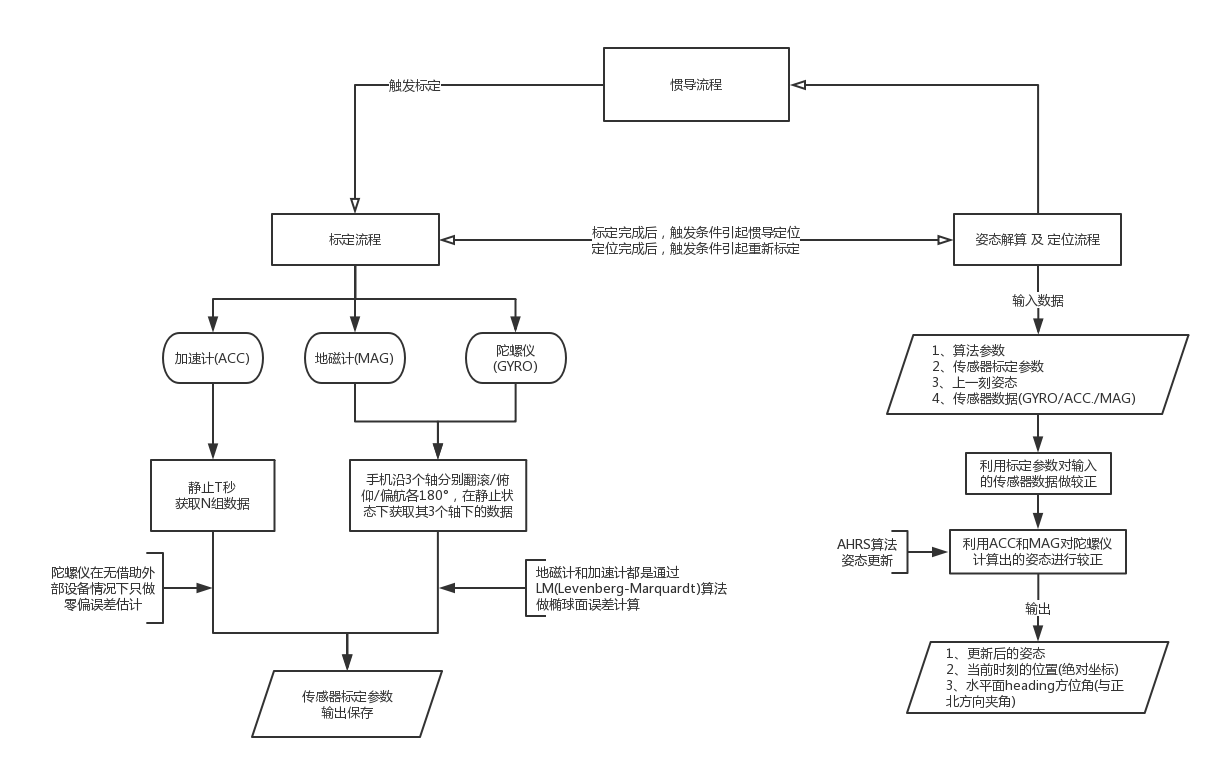 惯导流程
触发标定
标定流程
标定完成后，触发条件引起惯导定位
定位完成后，触发条件引起重新标定
姿态解算 及 定位流程
输入数据
加速计(ACC)
地磁计(MAG)
陀螺仪
(GYRO)
1、算法参数
2、传感器标定参数
3、上一刻姿态
4、传感器数据(GYRO/ACC./MAG)
静止T秒
获取N组数据
手机沿3个轴分别翻滚/俯
仰/偏航各180°，在静止状
态下获取其3个轴下的数据
利用标定参数对输入
的传感器数据做较正
AHRS算法
姿态更新
利用ACC和MAG对陀螺仪
计算出的姿态进行较正
陀螺仪在无借助外
部设备情况下只做
零偏误差估计
地磁计和加速计都是通过
LM(Levenberg-Marquardt)算法
做椭球面误差计算
输出
传感器标定参数
输出保存
1、更新后的姿态
2、当前时刻的位置(绝对坐标)
3、水平面heading方位角(与正
北方向夹角)